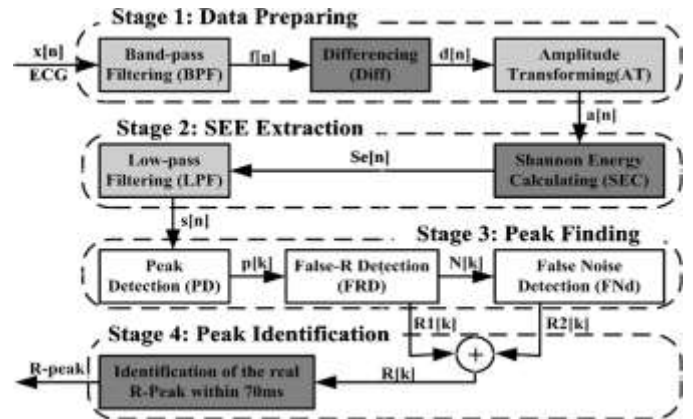 Stage 1: Data Preparing
x[n]
ECG
Band-pass
Filtering (BPF)
f[n]
Differencing
(Diff)
d[n]
Amplitude
Transforming(AT)
a[n]
Stage 2: SEE Extraction
Low-pass
Filtering (LPF)
Se[n]
Shannon Energy
Calculating (SEC)
s[n]
Stage 3: Peak Finding
Peak
Detection (PD)
p[k]
False-R Detection
(FRD)
N[k]
False Noise
Detection (FNd)
R1[k]
R2[k]
Stage 4: Peak Identification
R-peak
Identification of the real
R-Peak within 70ms
R[k]
+